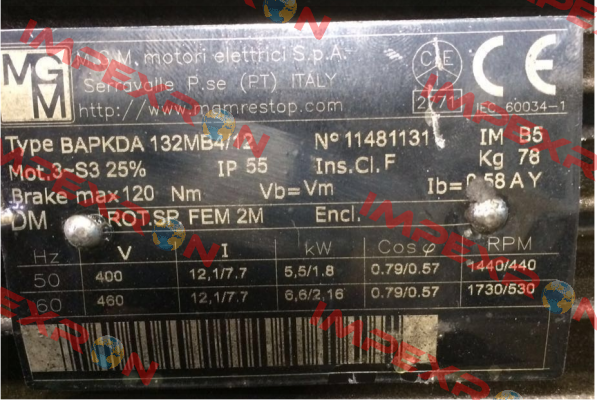 MGM
M.G.M. motori elettrici S.p.A.
Serravalle P.se (PT) ITALY
http://www.mgmrestop.com
CE
IEC 60034-1
Type BAPKDA 132MB4/12 N° 11481131 IM B5
Mot.3~S3 25% IP 55 Ins.Cl.F Kg 78
Brake max 120 Nm Vb=Vm Ib=0.58 A Y
DM ROT.SP. FEM 2M Encl.
Hz V I kW Cos φ RPM
50 400 12,1/7.7 5,5/1.8 0.79/0.57 1440/440
60 460 12,1/7.7 6,6/2,16 0.79/0.57 1730/530
IMPEXRON
IMPEXRON
IMPEXRON